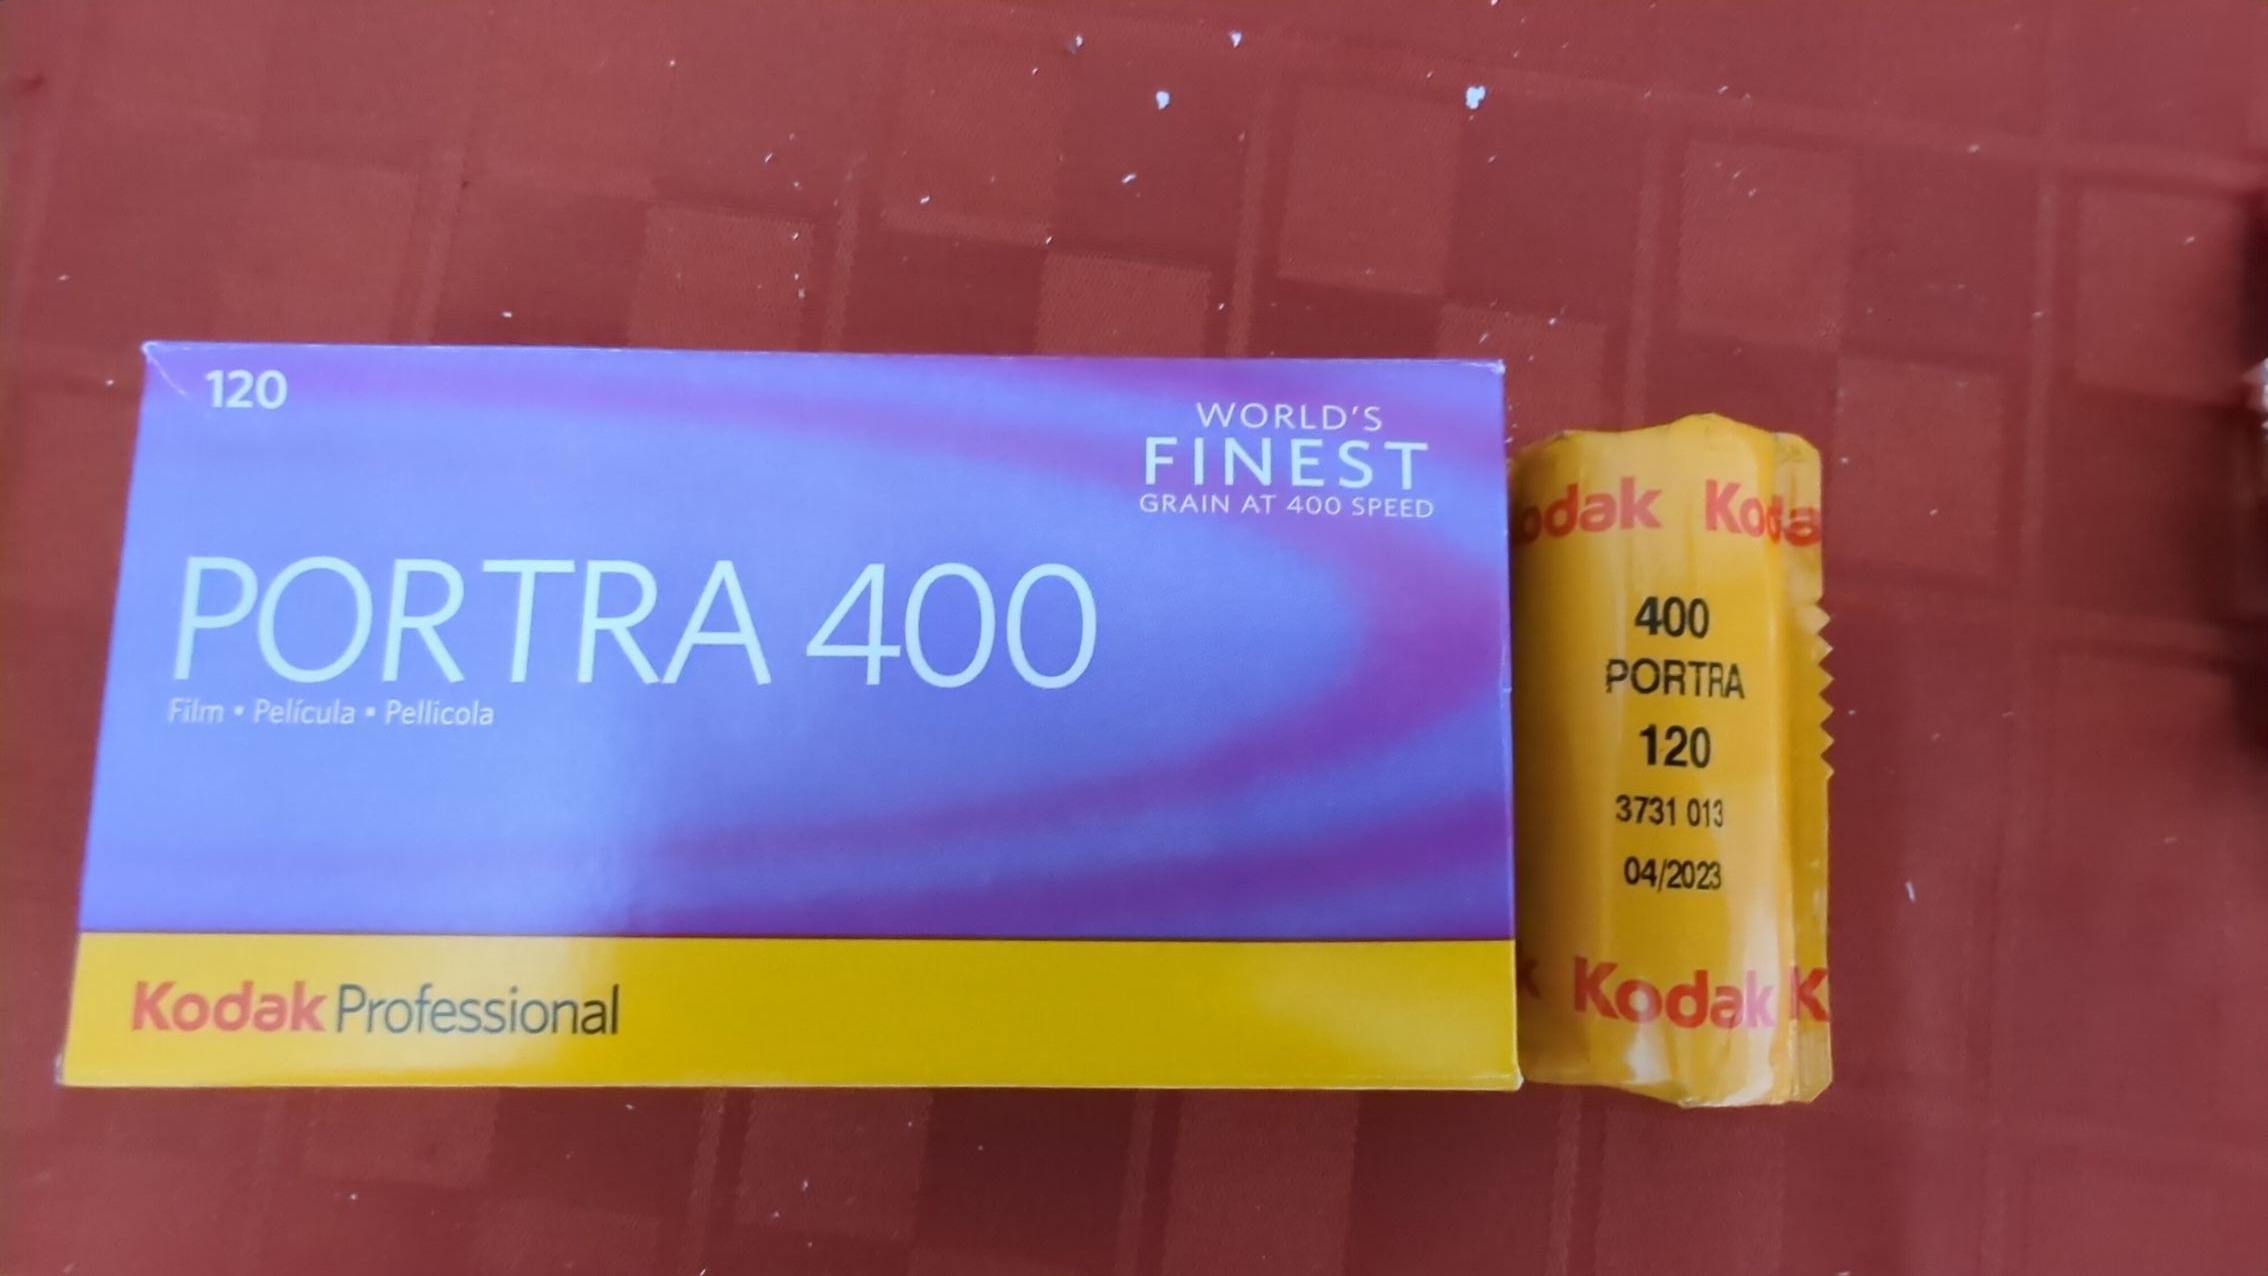 120
WORLD'S
FINEST
GRAIN AT 400 SPEED
PORTRA 400
Film • Película • Pellicola
Kodak Professional
odak Koda
400
PORTRA
120
3731 013
04/2023
k Kodak K